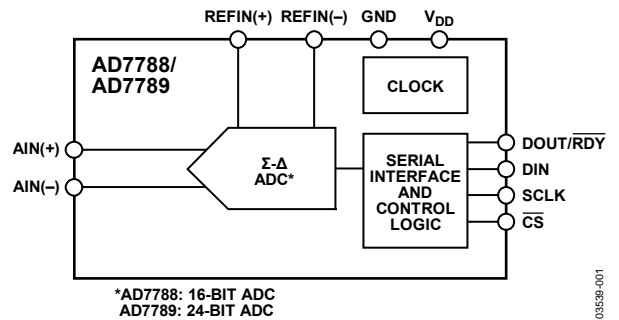 REFIN(+) REFIN(–) GND VDD
AD7788/
AD7789
CLOCK
AIN(+)
AIN(–)
Σ-Δ
ADC*
SERIAL
INTERFACE
AND
CONTROL
LOGIC
DOUT/RDY
DIN
SCLK
CS
*AD7788: 16-BIT ADC
AD7789: 24-BIT ADC
03539-001